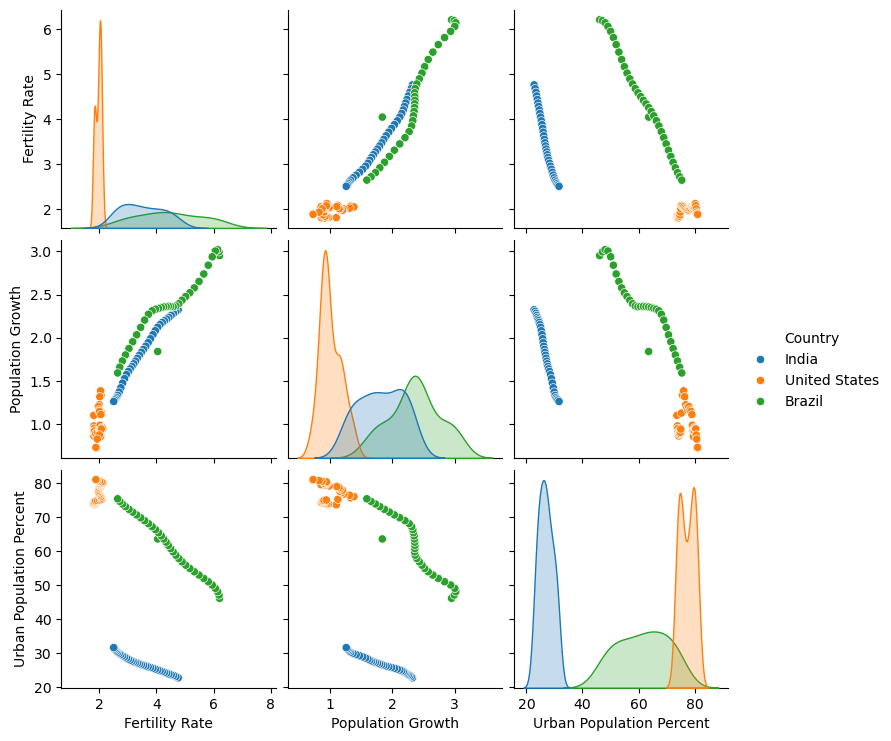 Fertility Rate
6
5
4
3
2
Population Growth
3.0
2.5
2.0
1.5
1.0
Country
India
United States
Brazil
Urban Population Percent
80
70
60
50
40
30
20
2 4 6 8
1 2 3
20 40 60 80
Fertility Rate
Population Growth
Urban Population Percent